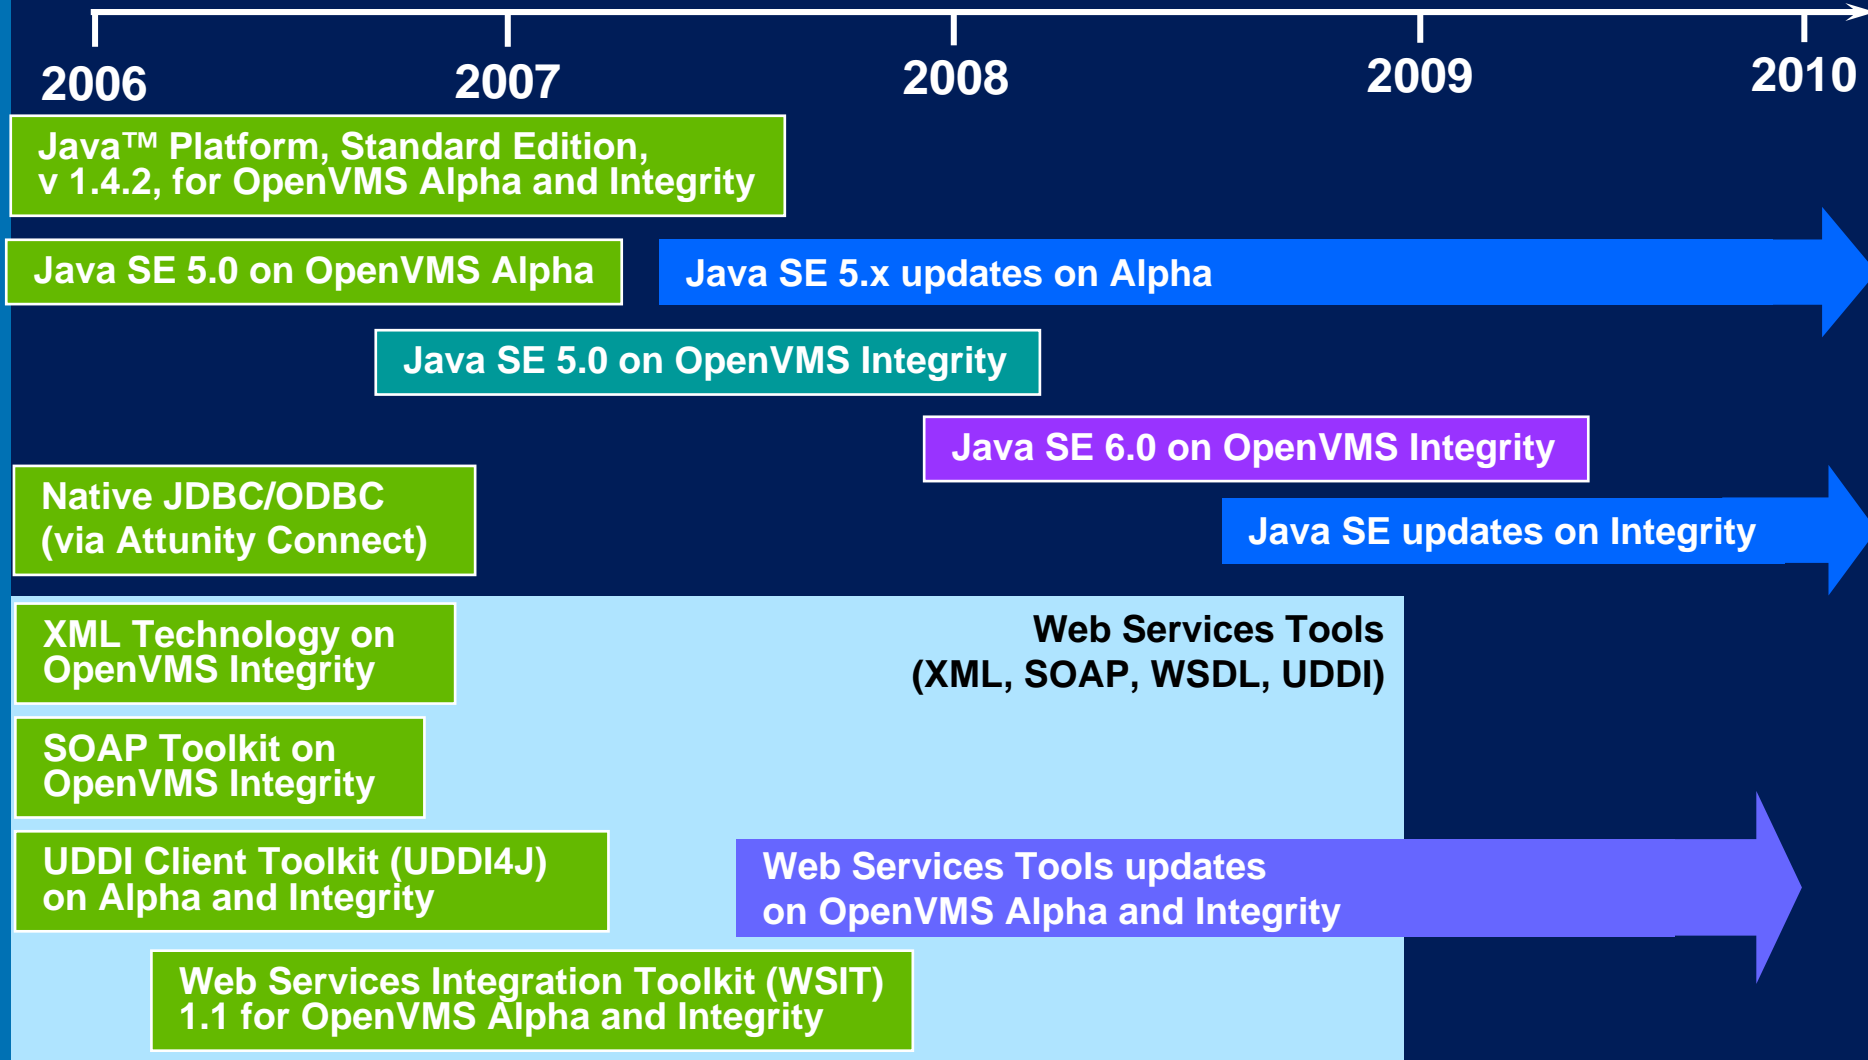 2006 2007 2008 2009 2010
Java™ Platform, Standard Edition,
v 1.4.2, for OpenVMS Alpha and Integrity
Java SE 5.0 on OpenVMS Alpha
Java SE 5.x updates on Alpha
Java SE 5.0 on OpenVMS Integrity
Java SE 6.0 on OpenVMS Integrity
Native JDBC/ODBC
(via Attunity Connect)
Java SE updates on Integrity
XML Technology on
OpenVMS Integrity
Web Services Tools
(XML, SOAP, WSDL, UDDI)
SOAP Toolkit on
OpenVMS Integrity
UDDI Client Toolkit (UDDI4J)
on Alpha and Integrity
Web Services Tools updates
on OpenVMS Alpha and Integrity
Web Services Integration Toolkit (WSIT)
1.1 for OpenVMS Alpha and Integrity